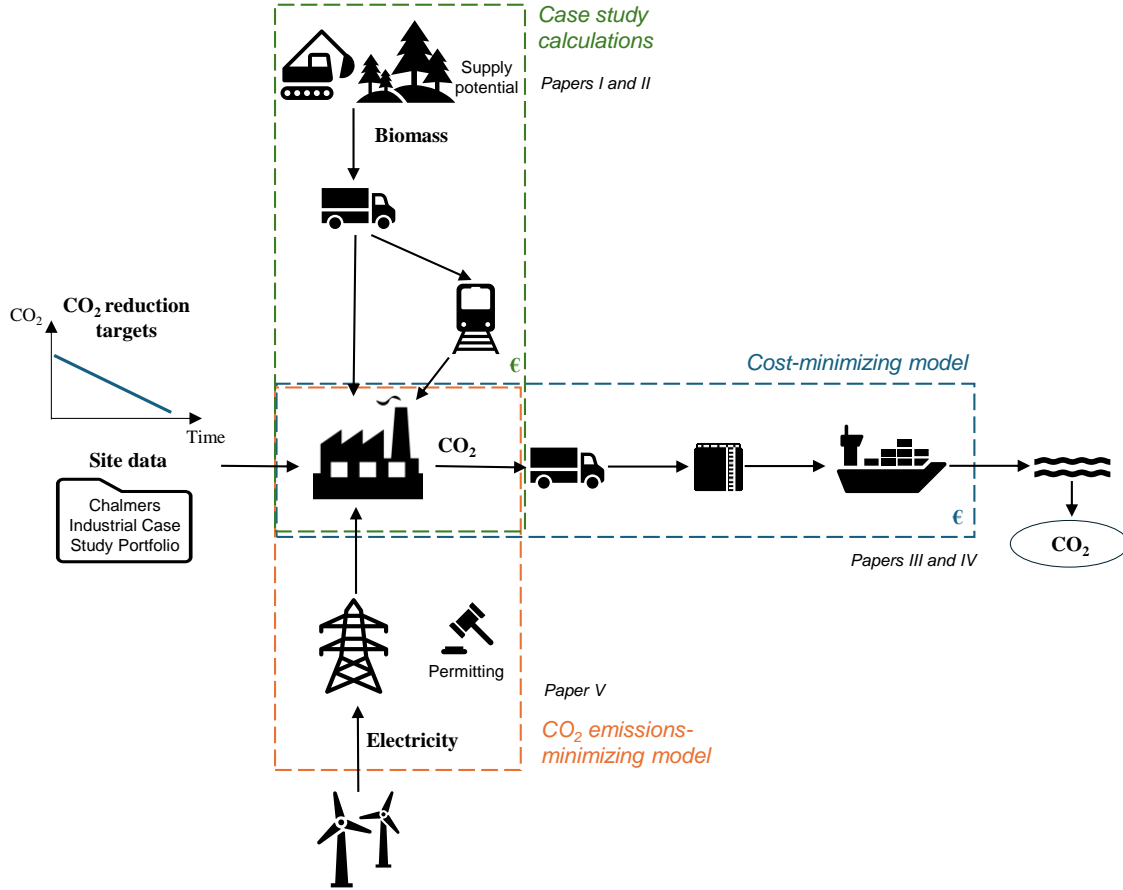 Case study
calculations
Papers I and II
Supply
potential
Biomass
CO₂ reduction
targets
CO₂
Time
€
Cost-minimizing model
Site data
Chalmers
Industrial Case
Study Portfolio
CO₂
€
Papers III and IV
CO₂
Permitting
Paper V
CO₂ emissions-
minimizing model
Electricity